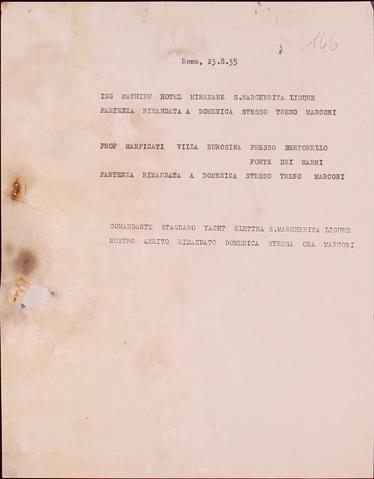 146
Roma, 23.8.35
ING MATHIEU HOTEL MIRAMARE S.MARGHERITA LIGURE
PARTENZA RIMANDATA A DOMENICA STESSO TRENO MARCONI
PROF MARPICATI VILLA EUROSINA PRESSO BERTORELLO
FORTE DEI MARMI
PARTENZA RIMANDATA A DOMENICA STESSO TRENO MARCONI
COMANDANTE STAGNARO YACHT ELETTRA S.MARGHERITA LIGURE
NOSTRO ARRIVO RIMANDATO DOMENICA STESSA ORA MARCONI